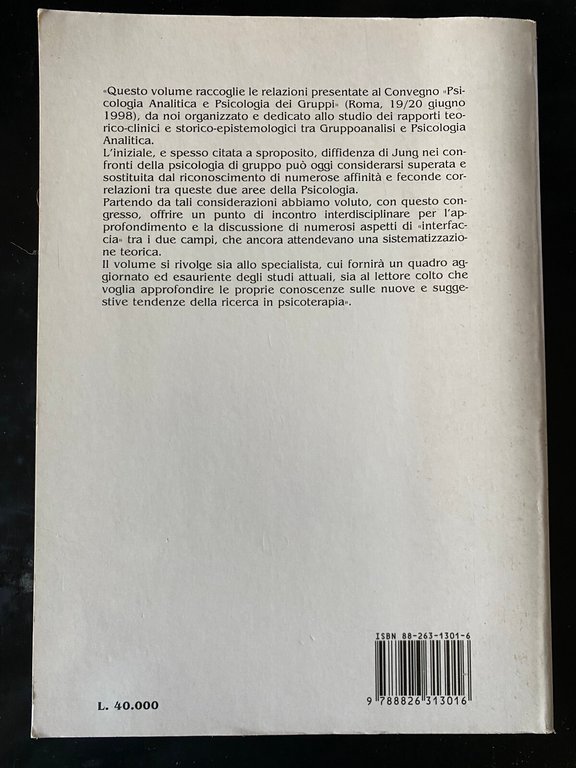 «Questo volume raccoglie le relazioni presentate al Convegno «Psi-
cologia Analitica e Psicologia dei Gruppi» (Roma, 19/20 giugno
1998), da noi organizzato e dedicato allo studio dei rapporti teo-
rico-clinici e storico-epistemologici tra Gruppoanalisi e Psicologia
Analitica.
L'iniziale, e spesso citata a sproposito, diffidenza di Jung nei con-
fronti della psicologia di gruppo può oggi considerarsi superata e
sostituita dal riconoscimento di numerose affinità e feconde cor-
relazioni tra queste due aree della Psicologia.
Partendo da tali considerazioni abbiamo voluto, con questo con-
gresso, offrire un punto di incontro interdisciplinare per l'ap-
profondimento e la discussione di numerosi aspetti di «interfac-
cia» tra i due campi, che ancora attendevano una sistematizzazio-
ne teorica.
Il volume si rivolge sia allo specialista, cui fornirà un quadro ag-
giornato ed esauriente degli studi attuali, sia al lettore colto che
voglia approfondire le proprie conoscenze sulle nuove e sugge-
stive tendenze della ricerca in psicoterapia».
ISBN 88-263-1301-6
9 788826 313016
L. 40.000